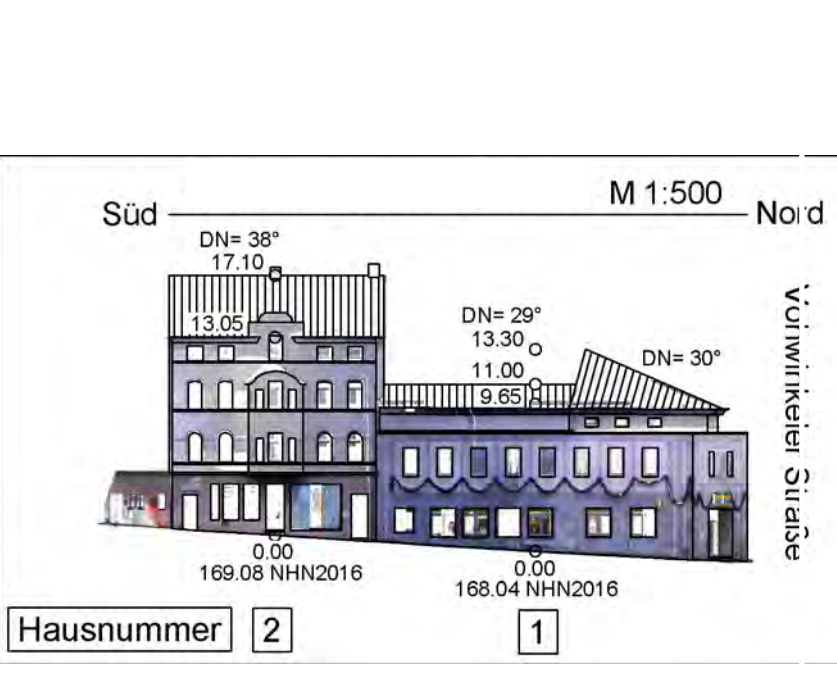 M 1:500
Süd
Nord
DN= 38°
17.10
13.05
DN= 29°
13.30
11.00
9.65
DN= 30°
0.00
169.08 NHN2016
0.00
168.04 NHN2016
Hausnummer
2
1
Straße